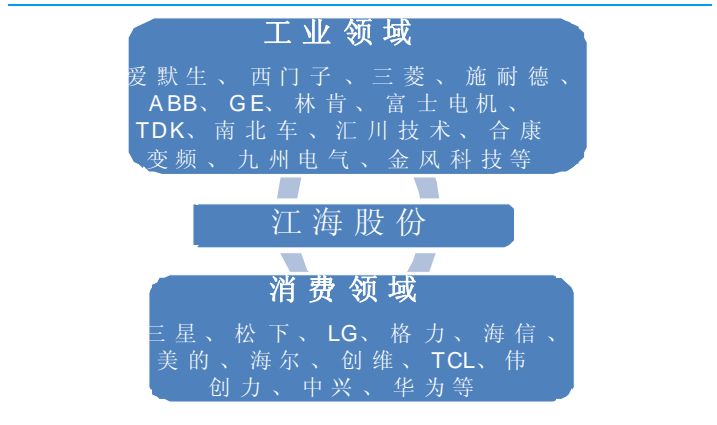 工业领域
爱默生、西门子、三菱、施耐德、
ABB、GE、林肯、富士电机、
TDK、南北车、汇川技术、合康
变频、九州电气、金风科技等
江海股份
消费领域
三星、松下、LG、格力、海信、
美的、海尔、创维、TCL、伟
创力、中兴、华为等